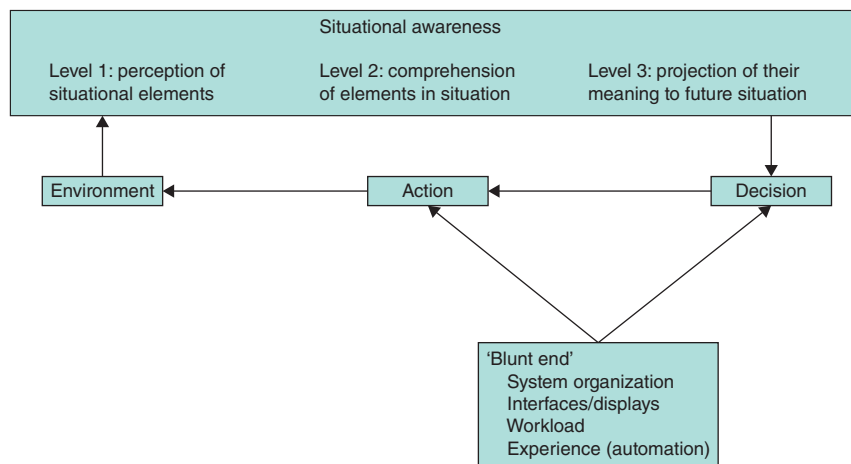 Situational awareness
Level 1: perception of
situational elements
Level 2: comprehension
of elements in situation
Level 3: projection of their
meaning to future situation
Environment
Action
Decision
‘Blunt end’
System organization
Interfaces/displays
Workload
Experience (automation)